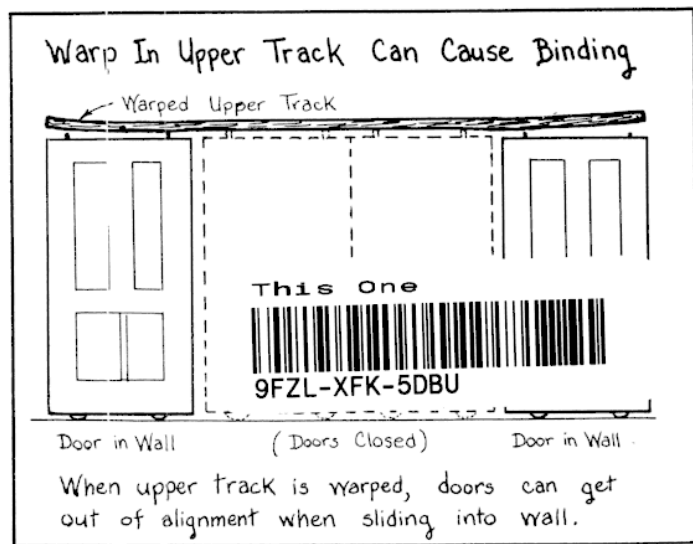 Warp In Upper Track Can Cause Binding
Warped Upper Track
This One
9FZL-XFK-5DBU
Door in Wall
(Doors Closed)
Door in Wall
When upper track is warped, doors can get
out of alignment when sliding into wall.